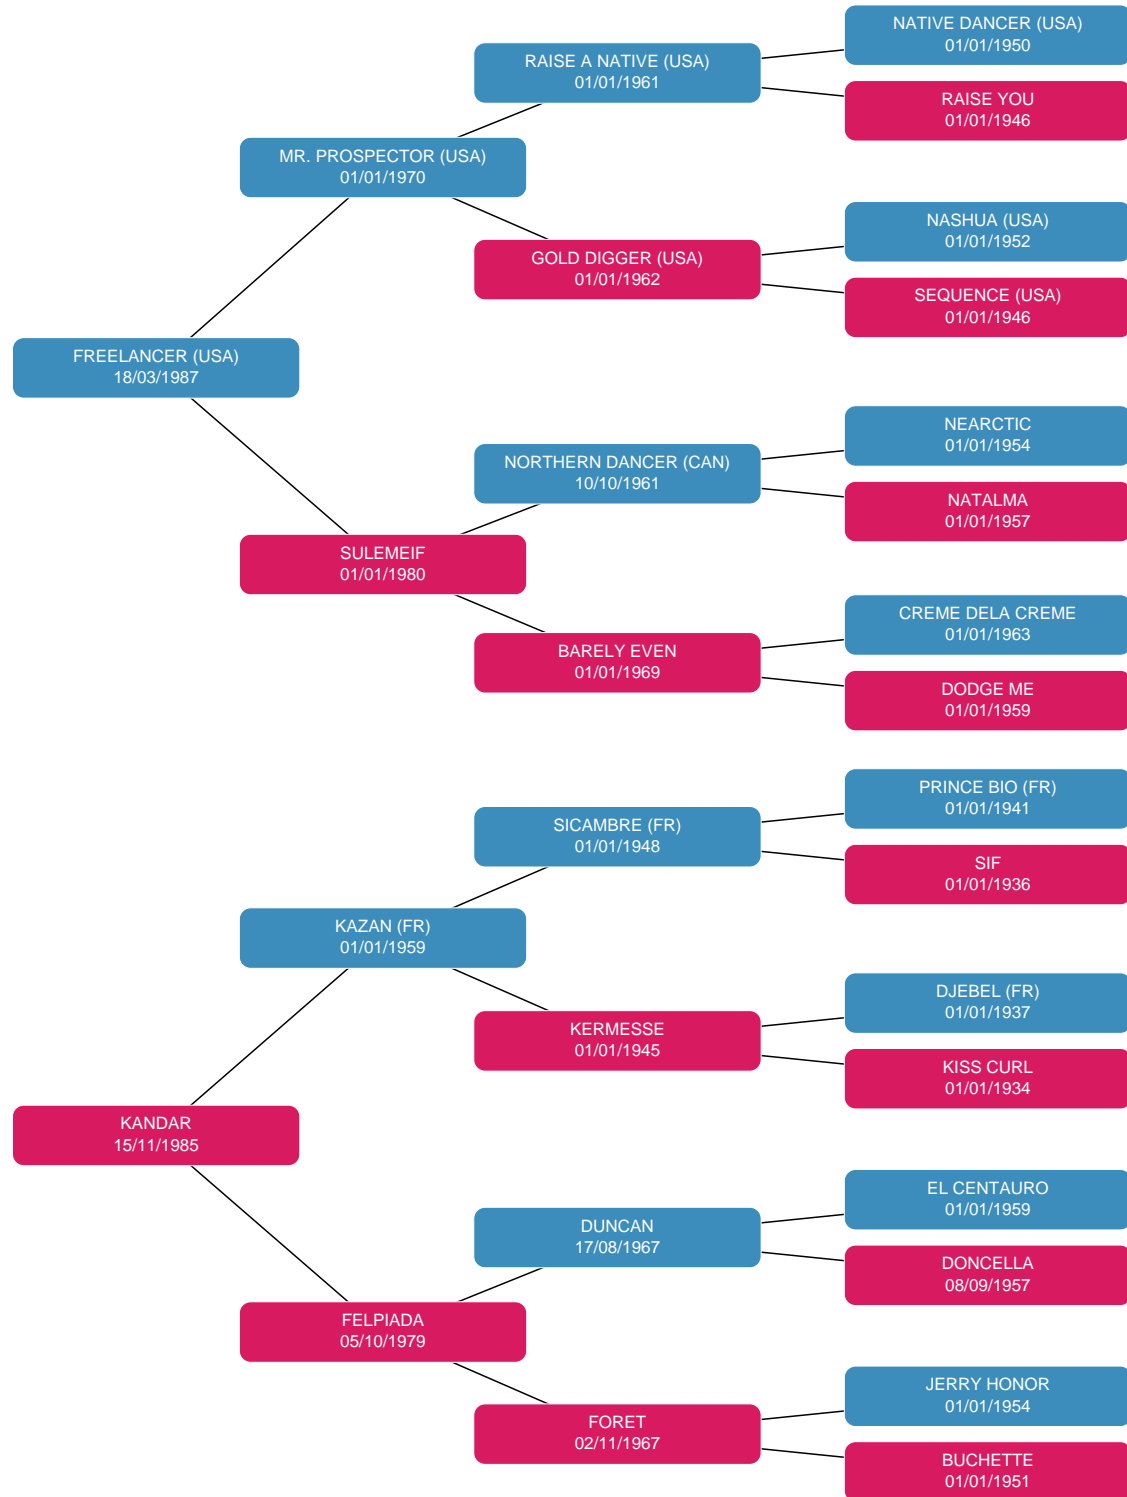 NATIVE DANCER (USA)
01/01/1950
RAISE A NATIVE (USA)
01/01/1961
RAISE YOU
01/01/1946
MR. PROSPECTOR (USA)
01/01/1970
NASHUA (USA)
01/01/1952
GOLD DIGGER (USA)
01/01/1962
SEQUENCE (USA)
01/01/1946
FREELANCER (USA)
18/03/1987
NEARCTIC
01/01/1954
NORTHERN DANCER (CAN)
10/10/1961
NATALMA
01/01/1957
SULEMEIF
01/01/1980
CREME DELA CREME
01/01/1963
BARELY EVEN
01/01/1969
DODGE ME
01/01/1959
PRINCE BIO (FR)
01/01/1941
SICAMBRE (FR)
01/01/1948
SIF
01/01/1936
KAZAN (FR)
01/01/1959
DJEBEL (FR)
01/01/1937
KERMESSE
01/01/1945
KISS CURL
01/01/1934
KANDAR
15/11/1985
EL CENTAURO
01/01/1959
DUNCAN
17/08/1967
DONCELLA
08/09/1957
FELPIADA
05/10/1979
JERRY HONOR
01/01/1954
FORET
02/11/1967
BUCHETTE
01/01/1951